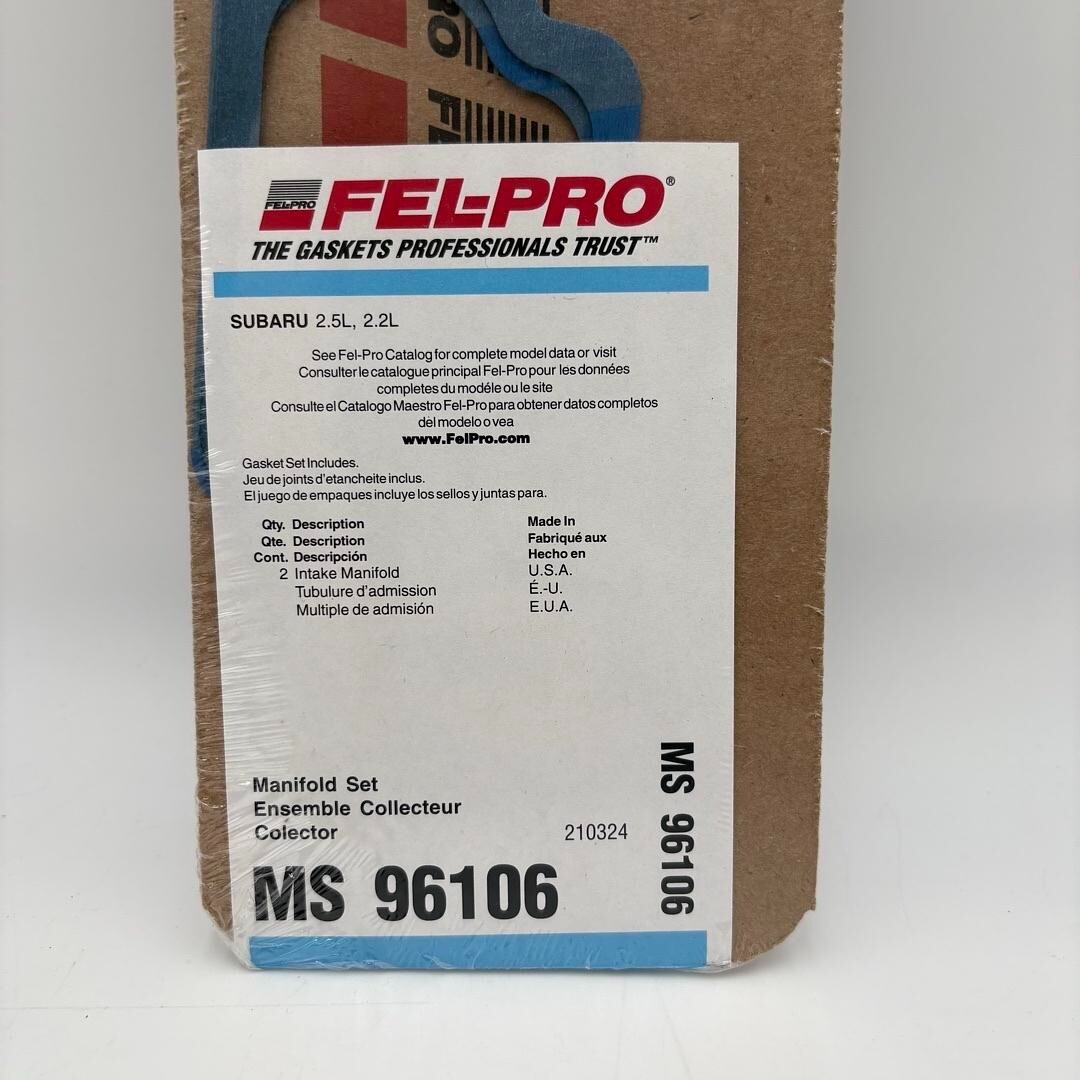 FEL-PRO
FEL-PRO®
THE GASKETS PROFESSIONALS TRUST™
SUBARU 2.5L, 2.2L
See Fel-Pro Catalog for complete model data or visit
Consulter le catalogue principal Fel-Pro pour les données
completes du modéle ou le site
Consulte el Catalogo Maestro Fel-Pro para obtener datos completos
del modelo o vea
www.FelPro.com
Gasket Set Includes.
Jeu de joints d'etancheite inclus.
El juego de empaques incluye los sellos y juntas para.
Qty. Description Made In
Qte. Description Fabriqué aux
Cont. Descripción Hecho en
2 Intake Manifold U.S.A.
Tubulure d'admission É.-U.
Multiple de admisión E.U.A.
Manifold Set
Ensemble Collecteur
Colector 210324
MS 96106
MS 96106